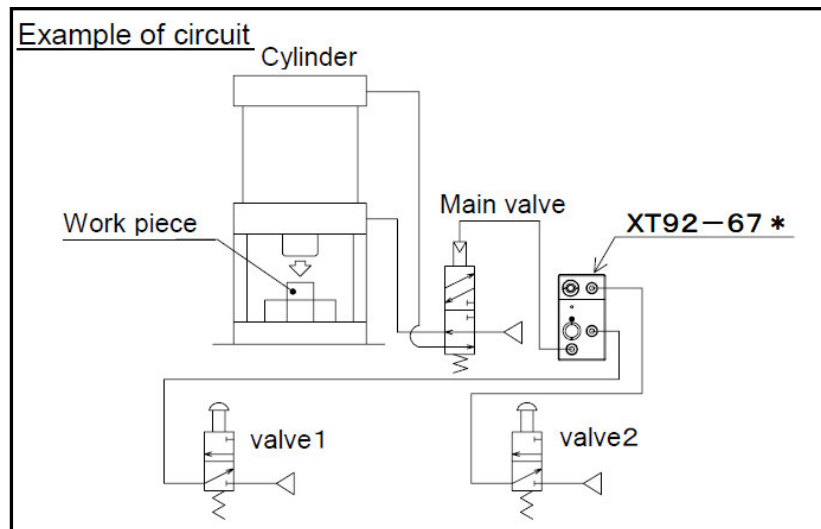 Example of circuit
Cylinder
Main valve
Work piece
XT92-67*
valve1
valve2